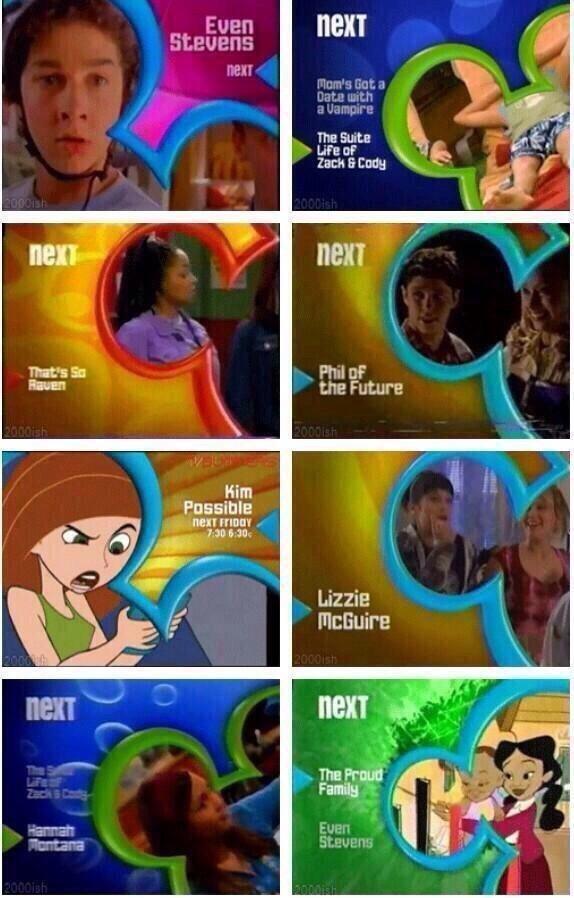 Even
Stevens
next
2000ish
next
Mom's Got a
Date with
a Vampire
The Suite
Life of
Zack & Cody
2000ish
next
That's So
Raven
2000ish
next
Phil of
the Future
2000ish
Kim
Possible
next Friday
7:30 6:30c
2000ish
Lizzie
McGuire
2000ish
next
The Suite
Life of
Zack & Cody
Hannah
Montana
2000ish
next
The Proud
Family
Even
Stevens
2000ish